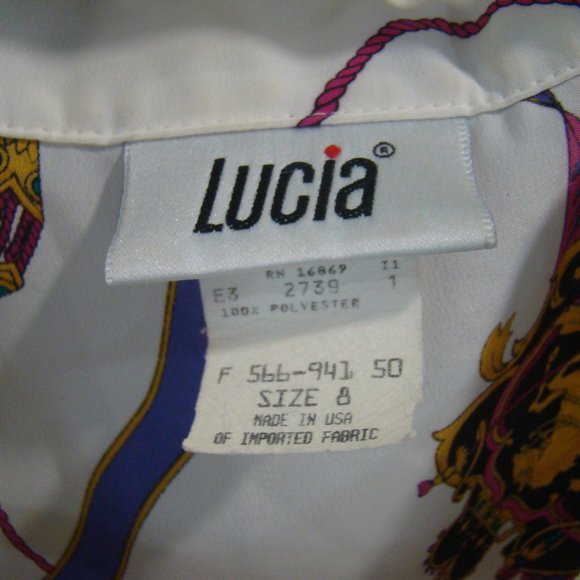 Lucia®
RN 16869 I1
E3 2739 1
100% POLYESTER
F 566-941 50
SIZE 8
MADE IN USA
OF IMPORTED FABRIC